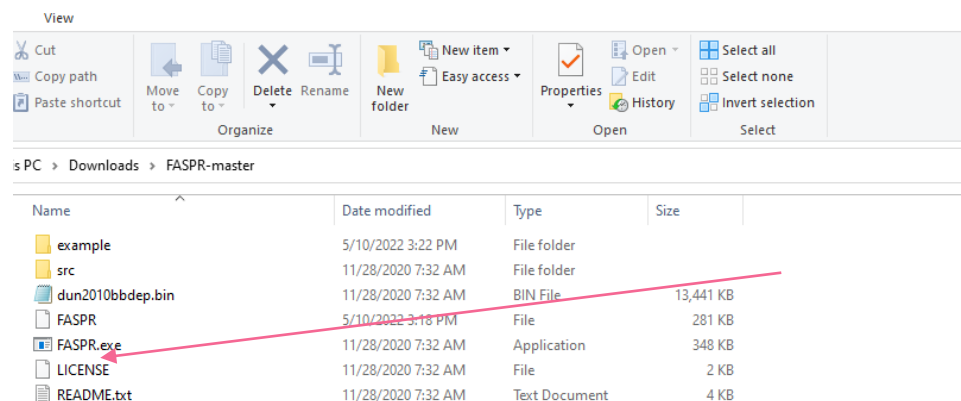 View
Cut
Copy path
Paste shortcut
Move to
Copy to
Delete
Rename
New folder
New item
Easy access
Properties
Open
Edit
History
Select all
Select none
Invert selection
Organize
New
Open
Select
is PC > Downloads > FASPR-master
Name Date modified Type Size
example 5/10/2022 3:22 PM File folder
src 11/28/2020 7:32 AM File folder
dun2010bbdep.bin 11/28/2020 7:32 AM BIN File 13,441 KB
FASPR 5/10/2022 3:18 PM File 281 KB
FASPR.exe 11/28/2020 7:32 AM Application 348 KB
LICENSE 11/28/2020 7:32 AM File 2 KB
README.txt 11/28/2020 7:32 AM Text Document 4 KB